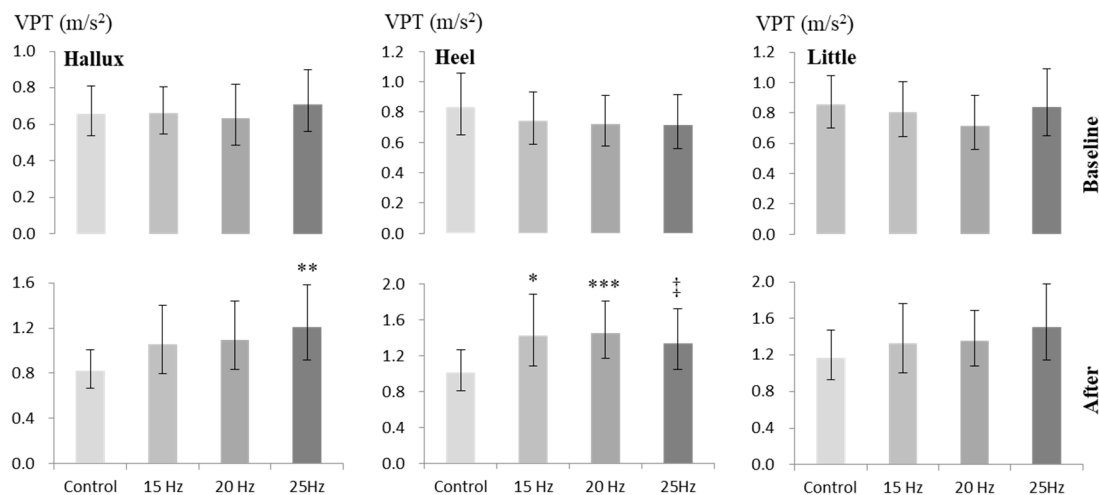 VPT (m/s²) VPT (m/s²) VPT (m/s²)
1.0 Hallux 1.2 Heel 1.2 Little
0.8 1.0 1.0
0.6 0.8 0.8
0.4 0.6 0.6
0.2 0.4 0.4
0.0 0.2 0.2
0.0 0.0
Baseline
1.6 ** 2.0 * *** ‡ 2.0
1.2 1.6 1.6
0.8 1.2 1.2
0.4 0.8 0.8
0.0 0.4 0.4
0.0 0.0
After
Control 15 Hz 20 Hz 25Hz Control 15 Hz 20 Hz 25Hz Control 15 Hz 20 Hz 25Hz